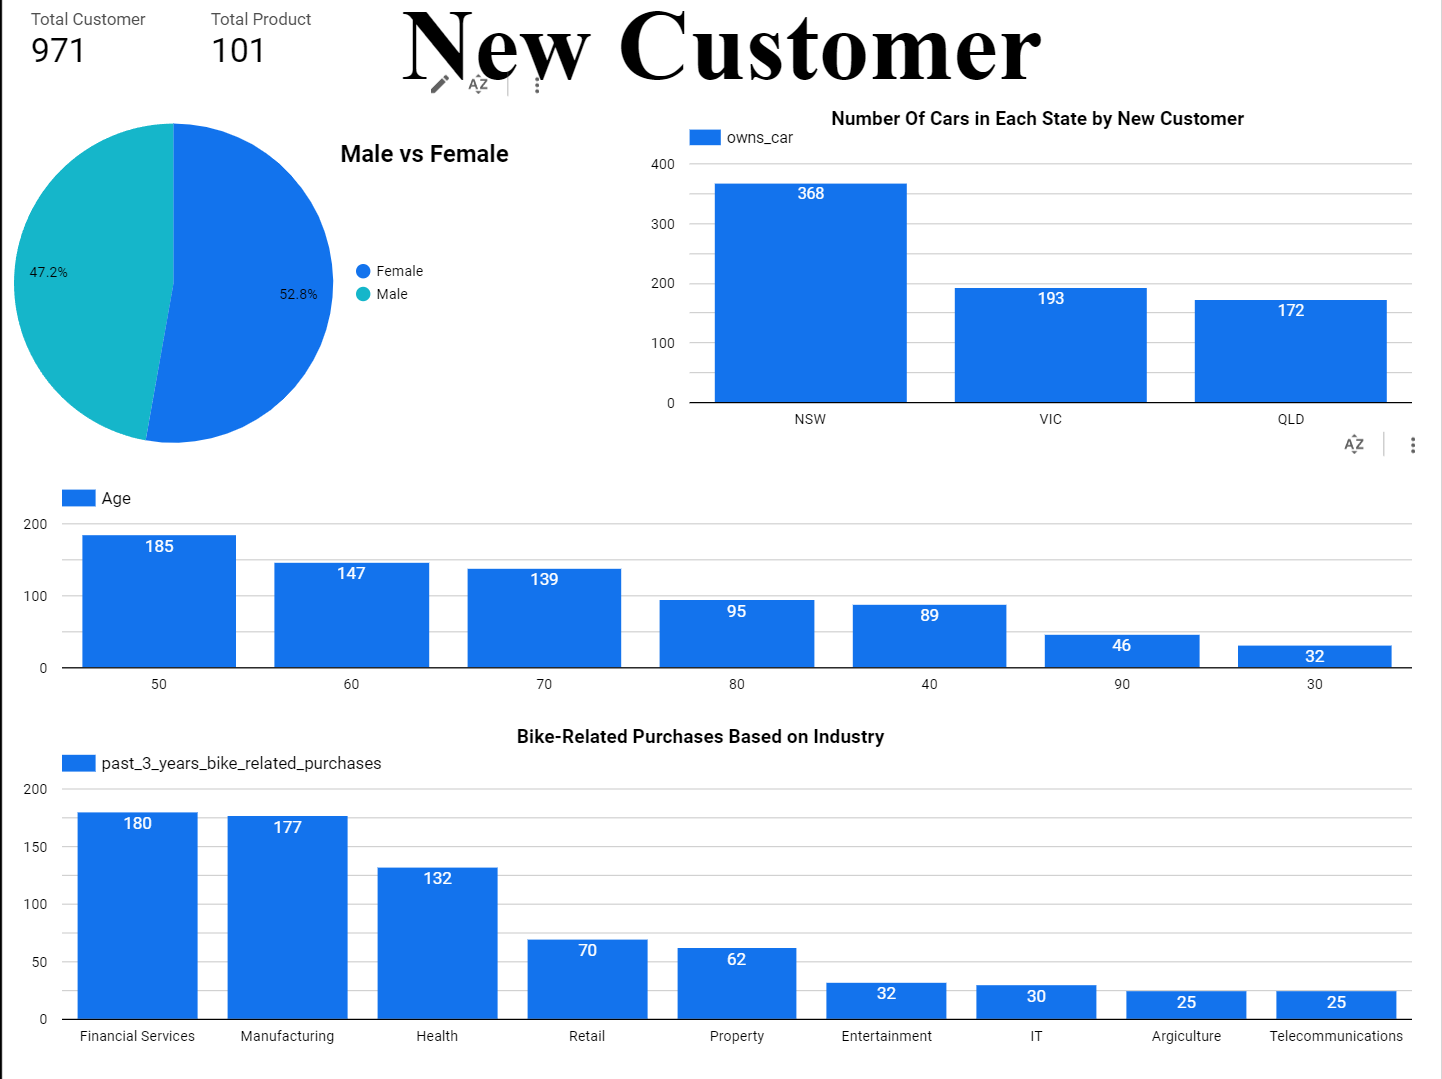 Total Customer
971
Total Product
101
New Customer
AZ
Male vs Female
47.2%
52.8%
Female
Male
Number Of Cars in Each State by New Customer
owns_car
400
300
200
100
0
368
193
172
NSW VIC QLD
AZ
Age
200
100
0
185
147
139
95
89
46
32
50 60 70 80 40 90 30
Bike-Related Purchases Based on Industry
past_3_years_bike_related_purchases
200
150
100
50
0
180
177
132
70
62
32
30
25
25
Financial Services Manufacturing Health Retail Property Entertainment IT Argiculture Telecommunications